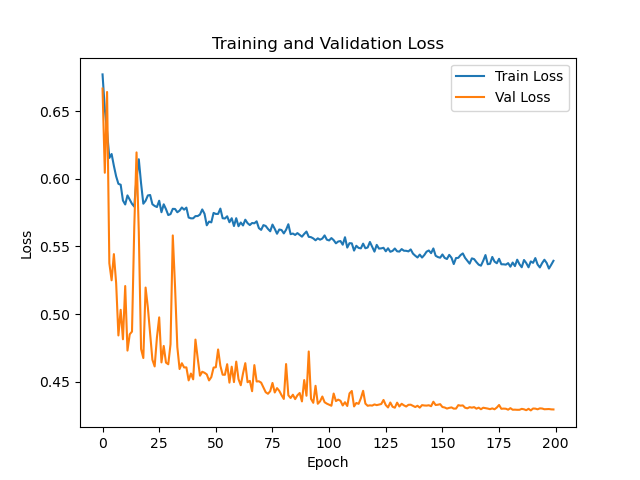 Training and Validation Loss
Train Loss
Val Loss
0.65
0.60
0.55
0.50
0.45
Loss
0 25 50 75 100 125 150 175 200
Epoch